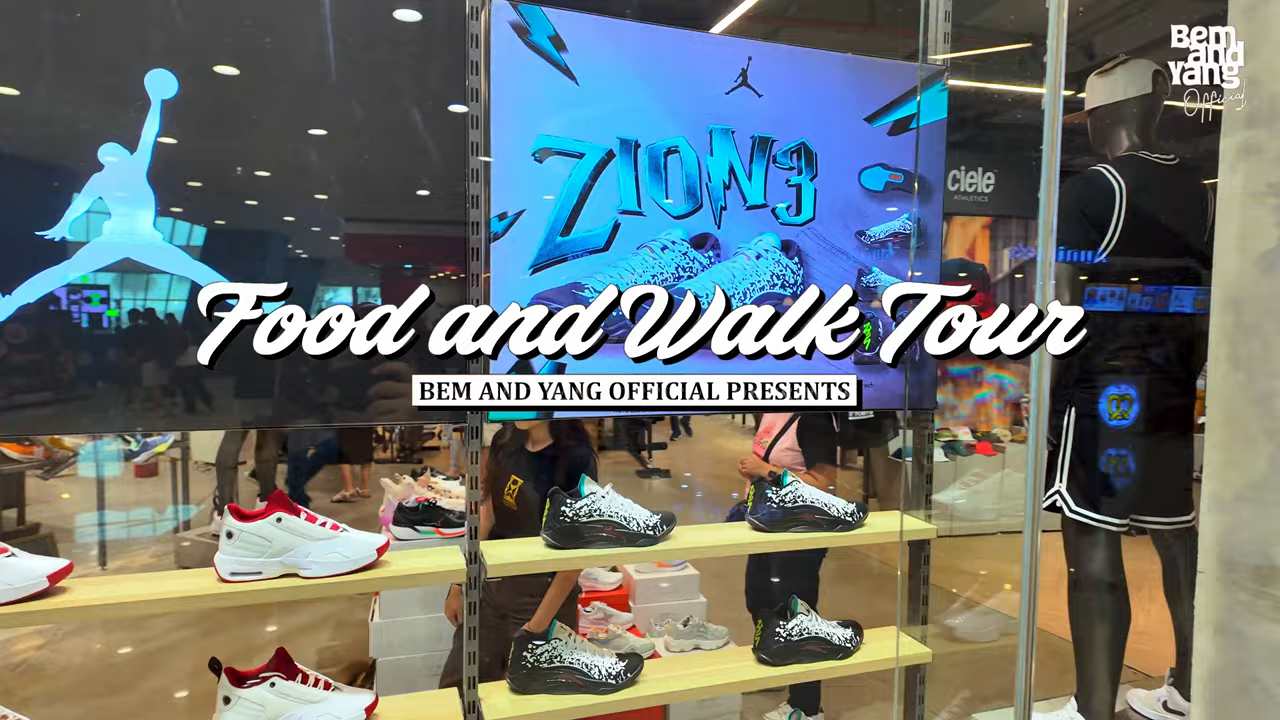 Bem
and
Yang
Official
ZION3
ciele
ATHLETICS
Food and Walk Tour
BEM AND YANG OFFICIAL PRESENTS